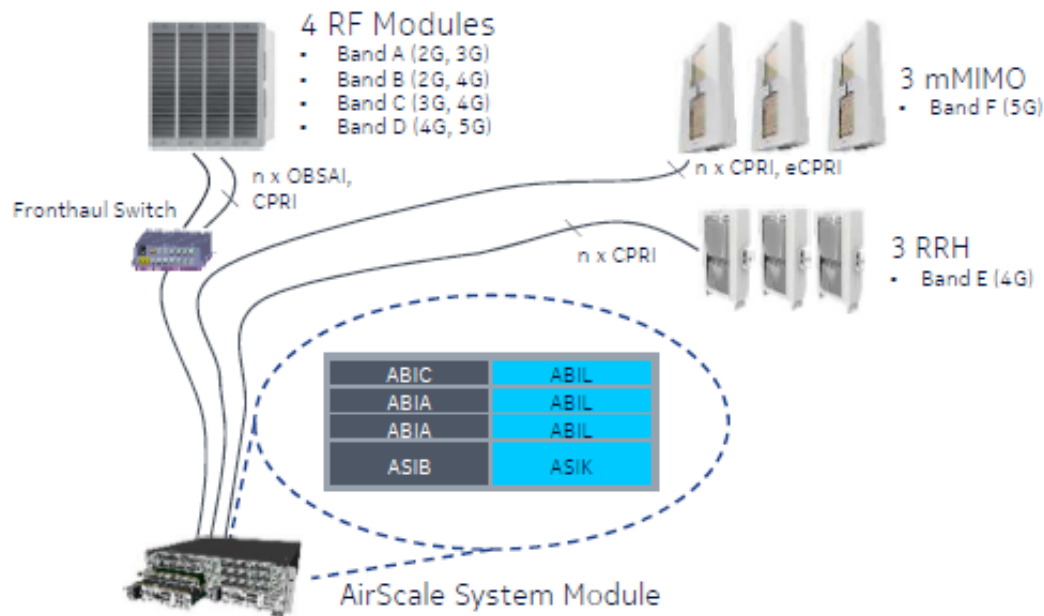 4 RF Modules
▪ Band A (2G, 3G)
▪ Band B (2G, 4G)
▪ Band C (3G, 4G)
▪ Band D (4G, 5G)
3 mMIMO
▪ Band F (5G)
n x OBSAI,
CPRI
n x CPRI, eCPRI
Fronthaul Switch
n x CPRI
3 RRH
▪ Band E (4G)
ABIC ABIL
ABIA ABIL
ABIA ABIL
ASIB ASIK
AirScale System Module